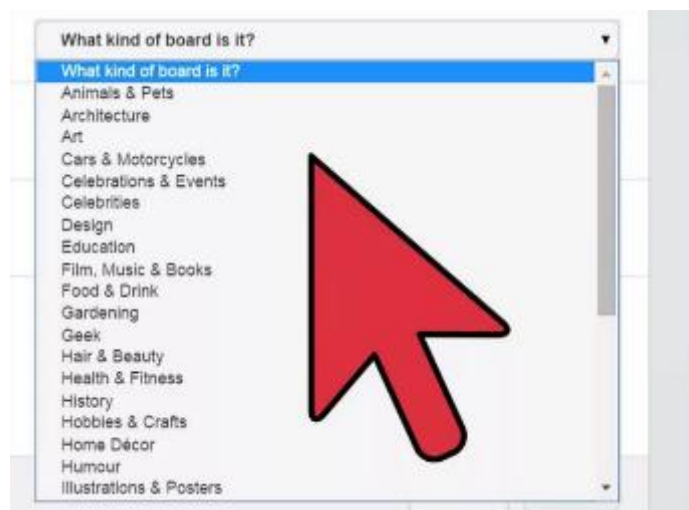 What kind of board is it?
What kind of board is it?
Animals & Pets
Architecture
Art
Cars & Motorcycles
Celebrations & Events
Celebrities
Design
Education
Film, Music & Books
Food & Drink
Gardening
Geek
Hair & Beauty
Health & Fitness
History
Hobbies & Crafts
Home Décor
Humour
Illustrations & Posters